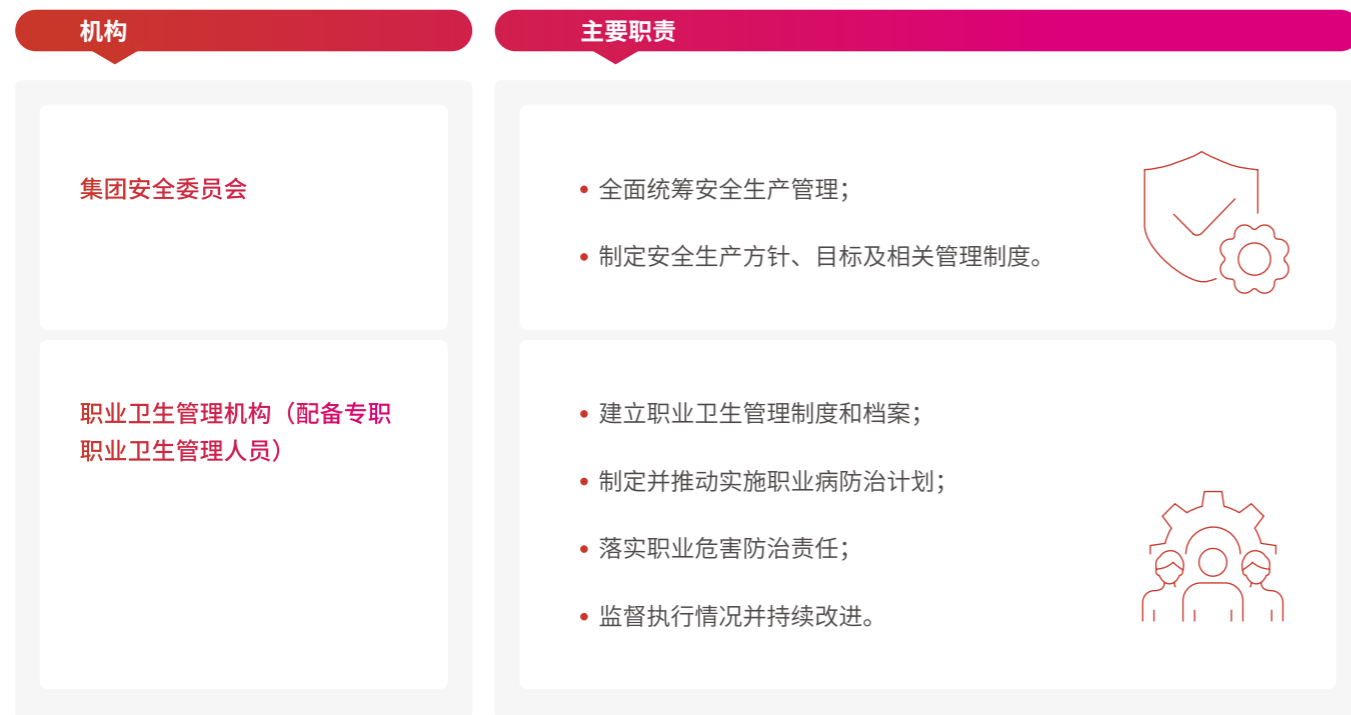 机构
主要职责
集团安全委员会
• 全面统筹安全生产管理；
• 制定安全生产方针、目标及相关管理制度。
职业卫生管理机构（配备专职
职业卫生管理人员）
• 建立职业卫生管理制度和档案；
• 制定并推动实施职业病防治计划；
• 落实职业危害防治责任；
• 监督执行情况并持续改进。